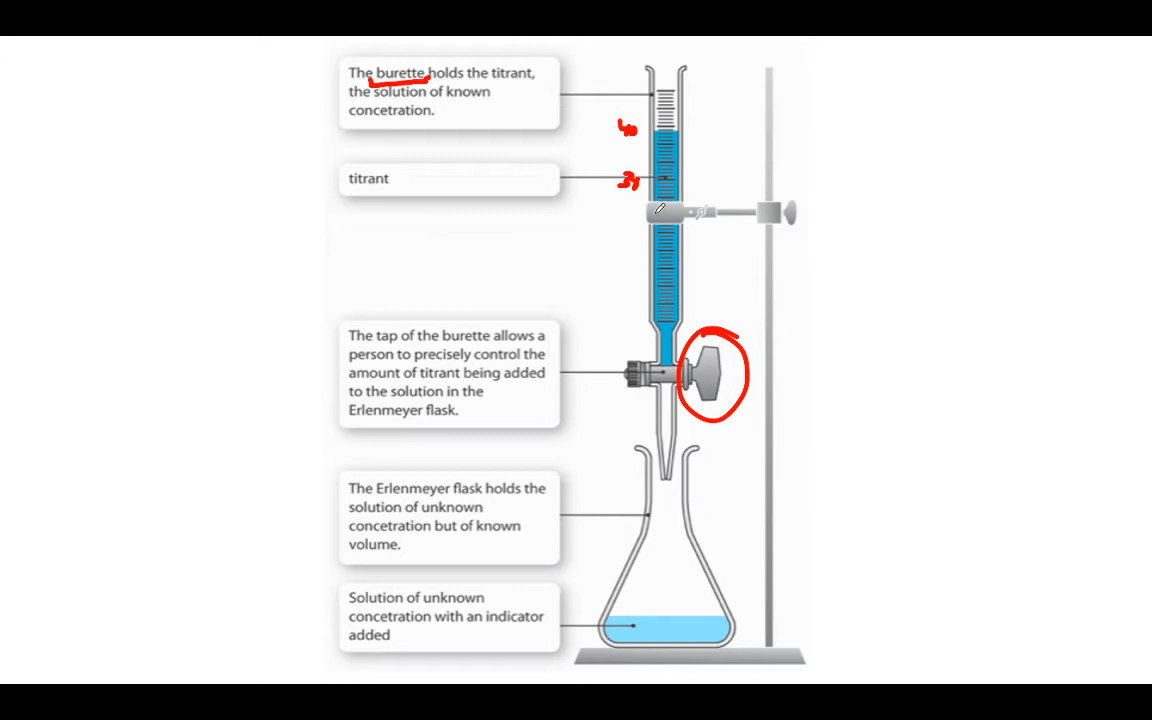 The burette holds the titrant,
the solution of known
concetration.
40
titrant
The tap of the burette allows a
person to precisely control the
amount of titrant being added
to the solution in the
Erlenmeyer flask.
The Erlenmeyer flask holds the
solution of unknown
concetration but of known
volume.
Solution of unknown
concetration with an indicator
added